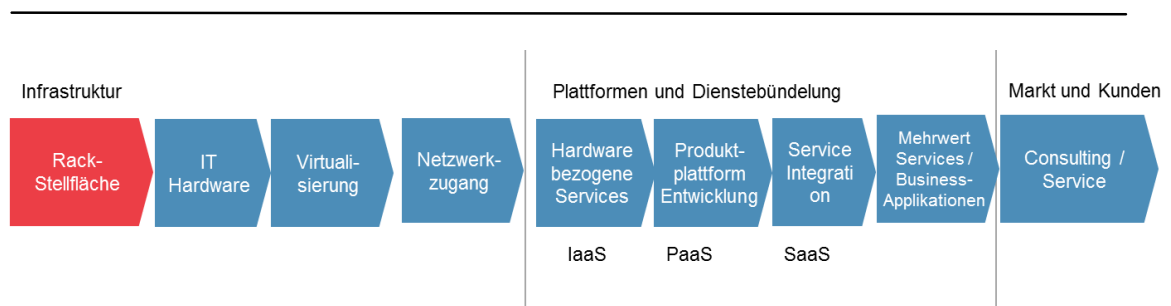 Infrastruktur
Plattformen und Dienstebündelung
Markt und Kunden
Rack-
Stellfläche
IT
Hardware
Virtuali-
sierung
Netzwerk-
zugang
Hardware
bezogene
Services
Produkt-
plattform
Entwicklung
Service
Integrati
on
Mehrwert
Services /
Business-
Applikationen
Consulting /
Service
IaaS
PaaS
SaaS